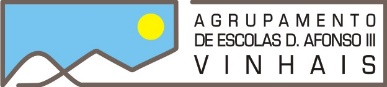 AGRUPAMENTO
DE ESCOLAS D. AFONSO III
VINHAIS